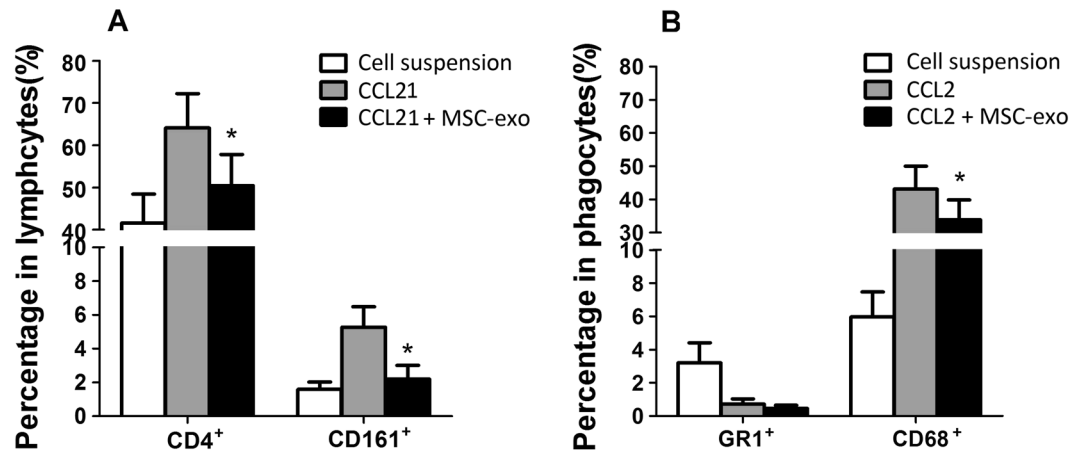 A
Percentage in lymphcytes(%)
80
70
60
50
40
10
8
6
4
2
0
Cell suspension
CCL21
CCL21 + MSC-exo
*
*
CD4+
CD161+
B
Percentage in phagocytes(%)
80
70
60
50
40
30
10
8
6
4
2
0
Cell suspension
CCL2
CCL2 + MSC-exo
*
GR1+
CD68+